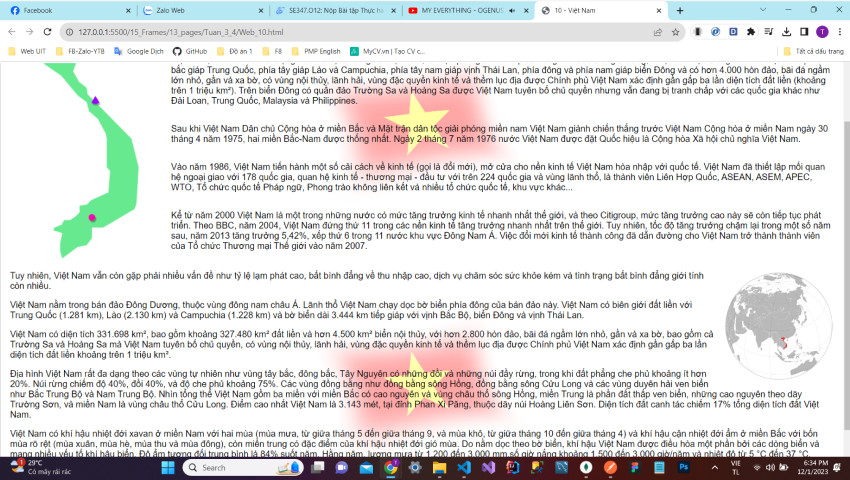 Facebook
Zalo Web
SE347.O12: Nộp Bài tập Thực h
MY EVERYTHING - OGENUS
10 - Việt Nam
127.0.0.1:5500/15_Frames/13_pages/Tuan_3_4/Web_10.html
Web UIT
FB-Zalo-YTB
Google Dịch
GitHub
Đồ án 1
F8
PMP English
MyCV.vn | Tạo CV c...
Tất cả dấu trang
bắc giáp Trung Quốc, phía tây giáp Lào và Campuchia, phía tây nam giáp vịnh Thái Lan, phía đông và phía nam giáp biển Đông và có hơn 4.000 hòn đảo, bãi đá ngầm
lớn nhỏ, gần và xa bờ, có vùng nội thủy, lãnh hải, vùng đặc quyền kinh tế và thềm lục địa được Chính phủ Việt Nam xác định gần gấp ba lần diện tích đất liền (khoảng
trên 1 triệu km²). Trên biển Đông có quần đảo Trường Sa và Hoàng Sa được Việt Nam tuyên bố chủ quyền nhưng vẫn đang bị tranh chấp với các quốc gia khác như
Đài Loan, Trung Quốc, Malaysia và Philippines.
Sau khi Việt Nam Dân chủ Cộng hòa ở miền Bắc và Mặt trận dân tộc giải phóng miền nam Việt Nam giành chiến thắng trước Việt Nam Cộng hòa ở miền Nam ngày 30
tháng 4 năm 1975, hai miền Bắc-Nam được thống nhất. Ngày 2 tháng 7 năm 1976 nước Việt Nam được đặt Quốc hiệu là Cộng hòa Xã hội chủ nghĩa Việt Nam.
Vào năm 1986, Việt Nam tiến hành một số cải cách về kinh tế (gọi là đổi mới), mở cửa cho nền kinh tế Việt Nam hòa nhập với quốc tế. Việt Nam đã thiết lập mối quan
hệ ngoại giao với 178 quốc gia, quan hệ kinh tế - thương mại - đầu tư với trên 224 quốc gia và vùng lãnh thổ, là thành viên Liên Hợp Quốc, ASEAN, ASEM, APEC,
WTO, Tổ chức quốc tế Pháp ngữ, Phong trào không liên kết và nhiều tổ chức quốc tế, khu vực khác...
Kể từ năm 2000 Việt Nam là một trong những nước có mức tăng trưởng kinh tế nhanh nhất thế giới, và theo Citigroup, mức tăng trưởng cao này sẽ còn tiếp tục phát
triển. Theo BBC, năm 2004, Việt Nam đứng thứ 11 trong các nền kinh tế tăng trưởng nhanh nhất trên thế giới. Tuy nhiên, tốc độ tăng trưởng chậm lại trong một số năm
sau, năm 2013 tăng trưởng 5,42%, xếp thứ 6 trong 11 nước khu vực Đông Nam Á. Việc đổi mới kinh tế thành công đã dẫn đường cho Việt Nam trở thành thành viên
của Tổ chức Thương mại Thế giới vào năm 2007.
Tuy nhiên, Việt Nam vẫn còn gặp phải nhiều vấn đề như tỷ lệ lạm phát cao, bất bình đẳng về thu nhập cao, dịch vụ chăm sóc sức khỏe kém và tình trạng bất bình đẳng giới tính
còn nhiều.
Việt Nam nằm trong bán đảo Đông Dương, thuộc vùng đông nam châu Á. Lãnh thổ Việt Nam chạy dọc bờ biển phía đông của bán đảo này. Việt Nam có biên giới đất liền với
Trung Quốc (1.281 km), Lào (2.130 km) và Campuchia (1.228 km) và bờ biển dài 3.444 km tiếp giáp với vịnh Bắc Bộ, biển Đông và vịnh Thái Lan.
Việt Nam có diện tích 331.698 km², bao gồm khoảng 327.480 km² đất liền và hơn 4.500 km² biển nội thủy, với hơn 2.800 hòn đảo, bãi đá ngầm lớn nhỏ, gần và xa bờ, bao gồm cả
Trường Sa và Hoàng Sa mà Việt Nam tuyên bố chủ quyền, có vùng nội thủy, lãnh hải, vùng đặc quyền kinh tế và thềm lục địa được Chính phủ Việt Nam xác định gần gấp ba lần
diện tích đất liền khoảng trên 1 triệu km²).
Địa hình Việt Nam rất đa dạng theo các vùng tự nhiên như vùng tây bắc, đông bắc, Tây Nguyên có những đồi và những núi đầy rừng, trong khi đất phẳng che phủ khoảng ít hơn
20%. Núi rừng chiếm độ 40%, đồi 40%, và độ che phủ khoảng 75%. Các vùng đồng bằng như đồng bằng sông Hồng, đồng bằng sông Cửu Long và các vùng duyên hải ven biển
như Bắc Trung Bộ và Nam Trung Bộ. Nhìn tổng thể Việt Nam gồm ba miền với miền Bắc có cao nguyên và vùng châu thổ sông Hồng, miền Trung là phần đất thấp ven biển, những cao nguyên theo dãy
Trường Sơn, và miền Nam là vùng châu thổ Cửu Long. Điểm cao nhất Việt Nam là 3.143 mét, tại đỉnh Phan Xi Păng, thuộc dãy núi Hoàng Liên Sơn. Diện tích đất canh tác chiếm 17% tổng diện tích đất Việt
Nam.
Việt Nam có khí hậu nhiệt đới xavan ở miền Nam với hai mùa (mùa mưa, từ giữa tháng 5 đến giữa tháng 9, và mùa khô, từ giữa tháng 10 đến giữa tháng 4) và khí hậu cận nhiệt đới ẩm ở miền Bắc với bốn
mùa rõ rệt (mùa xuân, mùa hè, mùa thu và mùa đông), còn miền trung có đặc điểm của khí hậu nhiệt đới gió mùa. Do nằm dọc theo bờ biển, khí hậu Việt Nam được điều hòa một phần bởi các dòng biển và
mang nhiều yếu tố khí hậu biển. Độ ẩm tương đối trung bình là 84% suốt năm. Hằng năm, lượng mưa từ 1.200 đến 3.000 mm, số giờ nắng khoảng 1.500 đến 3.000 giờ/năm và nhiệt độ từ 5 °C đến 37 °C.
29°C
Có mây rải rác
Search
VIE
TL
6:34 PM
12/1/2023